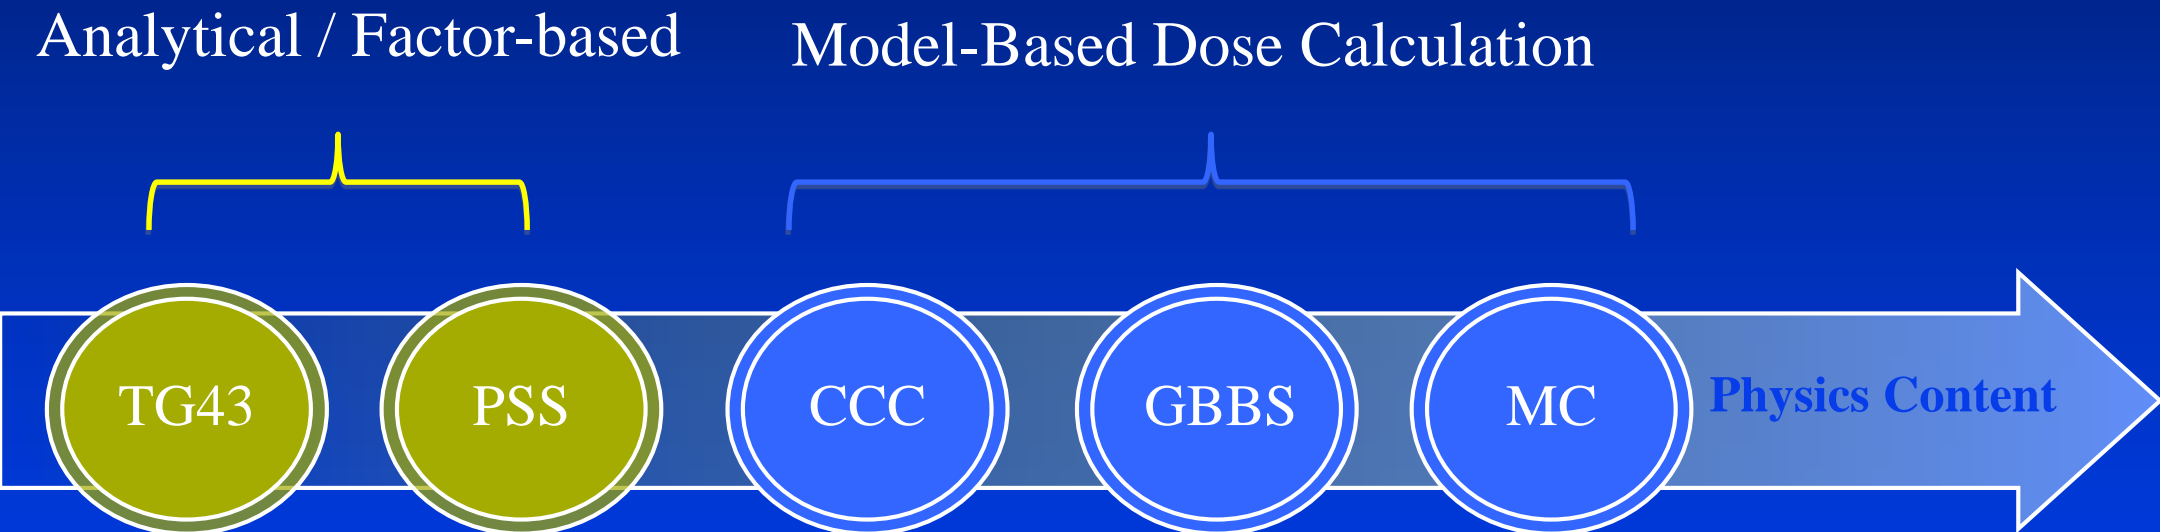 Analytical / Factor-based
Model-Based Dose Calculation
TG43
PSS
CCC
GBBS
MC
Physics Content